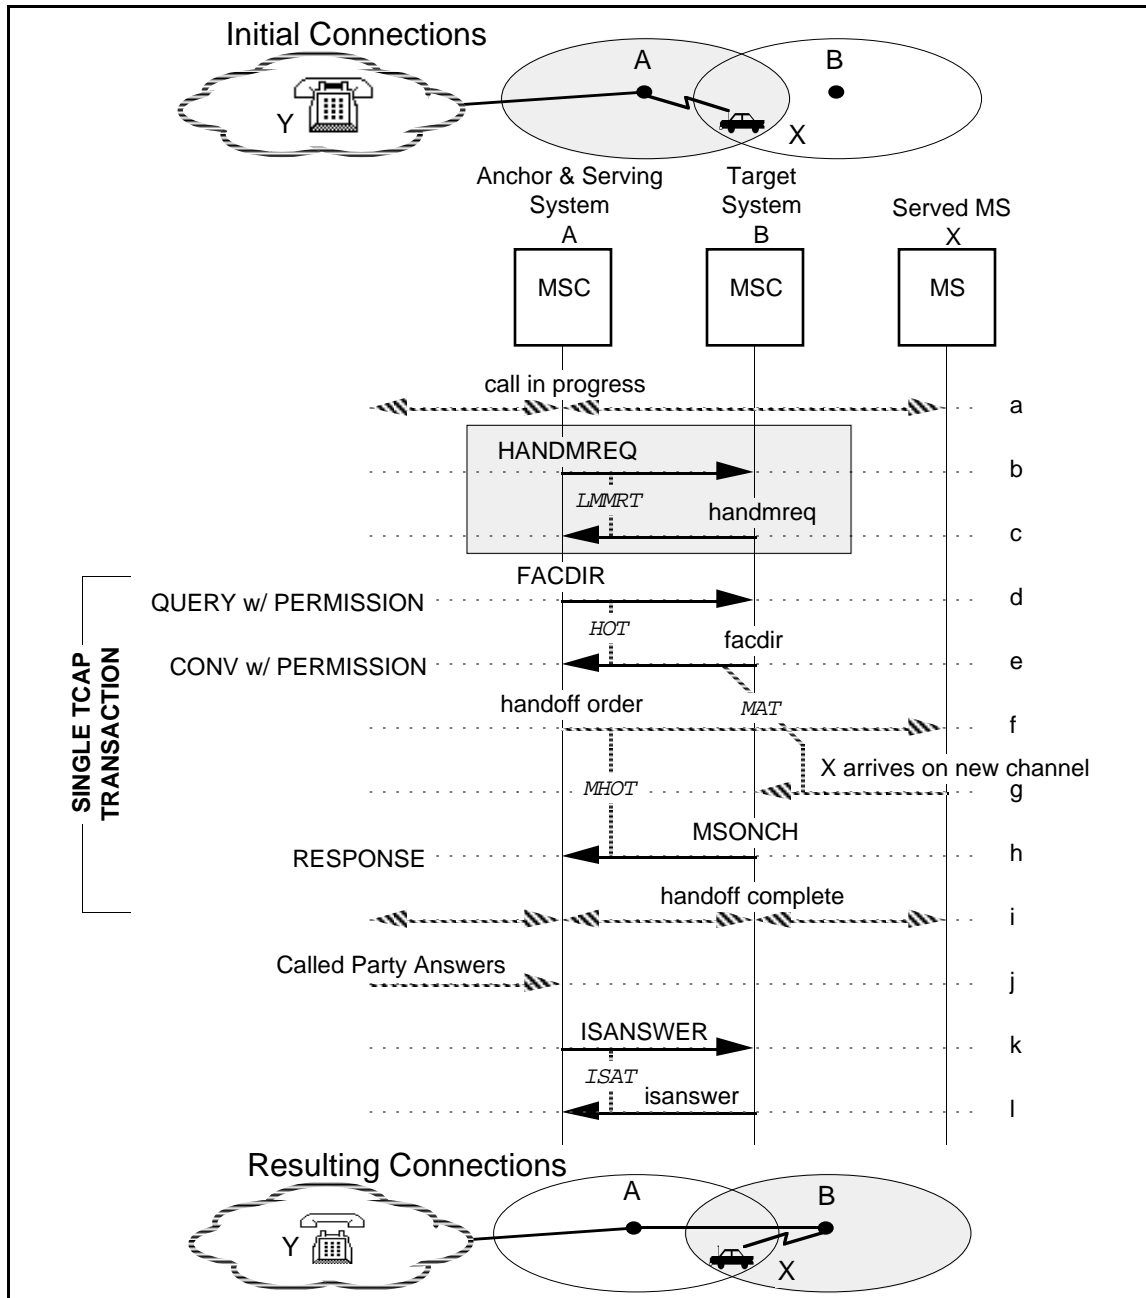 Initial Connections
A
B
Y
X
Anchor & Serving
System
A
Target
System
B
Served MS
X
MSC
MSC
MS
call in progress
a
HANDMREQ
b
LMMRT
handmreq
c
FACDIR
QUERY w/ PERMISSION
d
HOT
facdir
CONV w/ PERMISSION
e
SINGLE TCAP
TRANSACTION
handoff order
MAT
f
X arrives on new channel
MHOT
g
MSONCH
RESPONSE
h
handoff complete
i
Called Party Answers
j
ISANSWER
k
ISAT
isanswer
l
Resulting Connections
A
B
Y
X